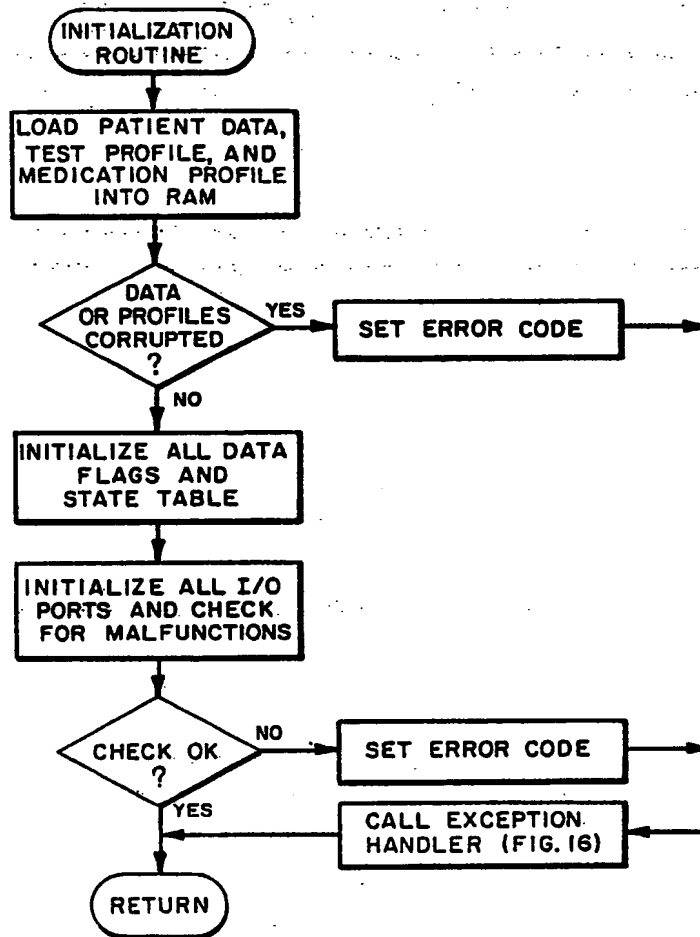 INITIALIZATION
ROUTINE
LOAD PATIENT DATA,
TEST PROFILE, AND
MEDICATION PROFILE
INTO RAM
DATA
OR PROFILES
CORRUPTED
?
YES
SET ERROR CODE
NO
INITIALIZE ALL DATA
FLAGS AND
STATE TABLE
INITIALIZE ALL I/O
PORTS AND CHECK
FOR MALFUNCTIONS
CHECK OK
?
NO
SET ERROR CODE
YES
CALL EXCEPTION
HANDLER (FIG. 16)
RETURN